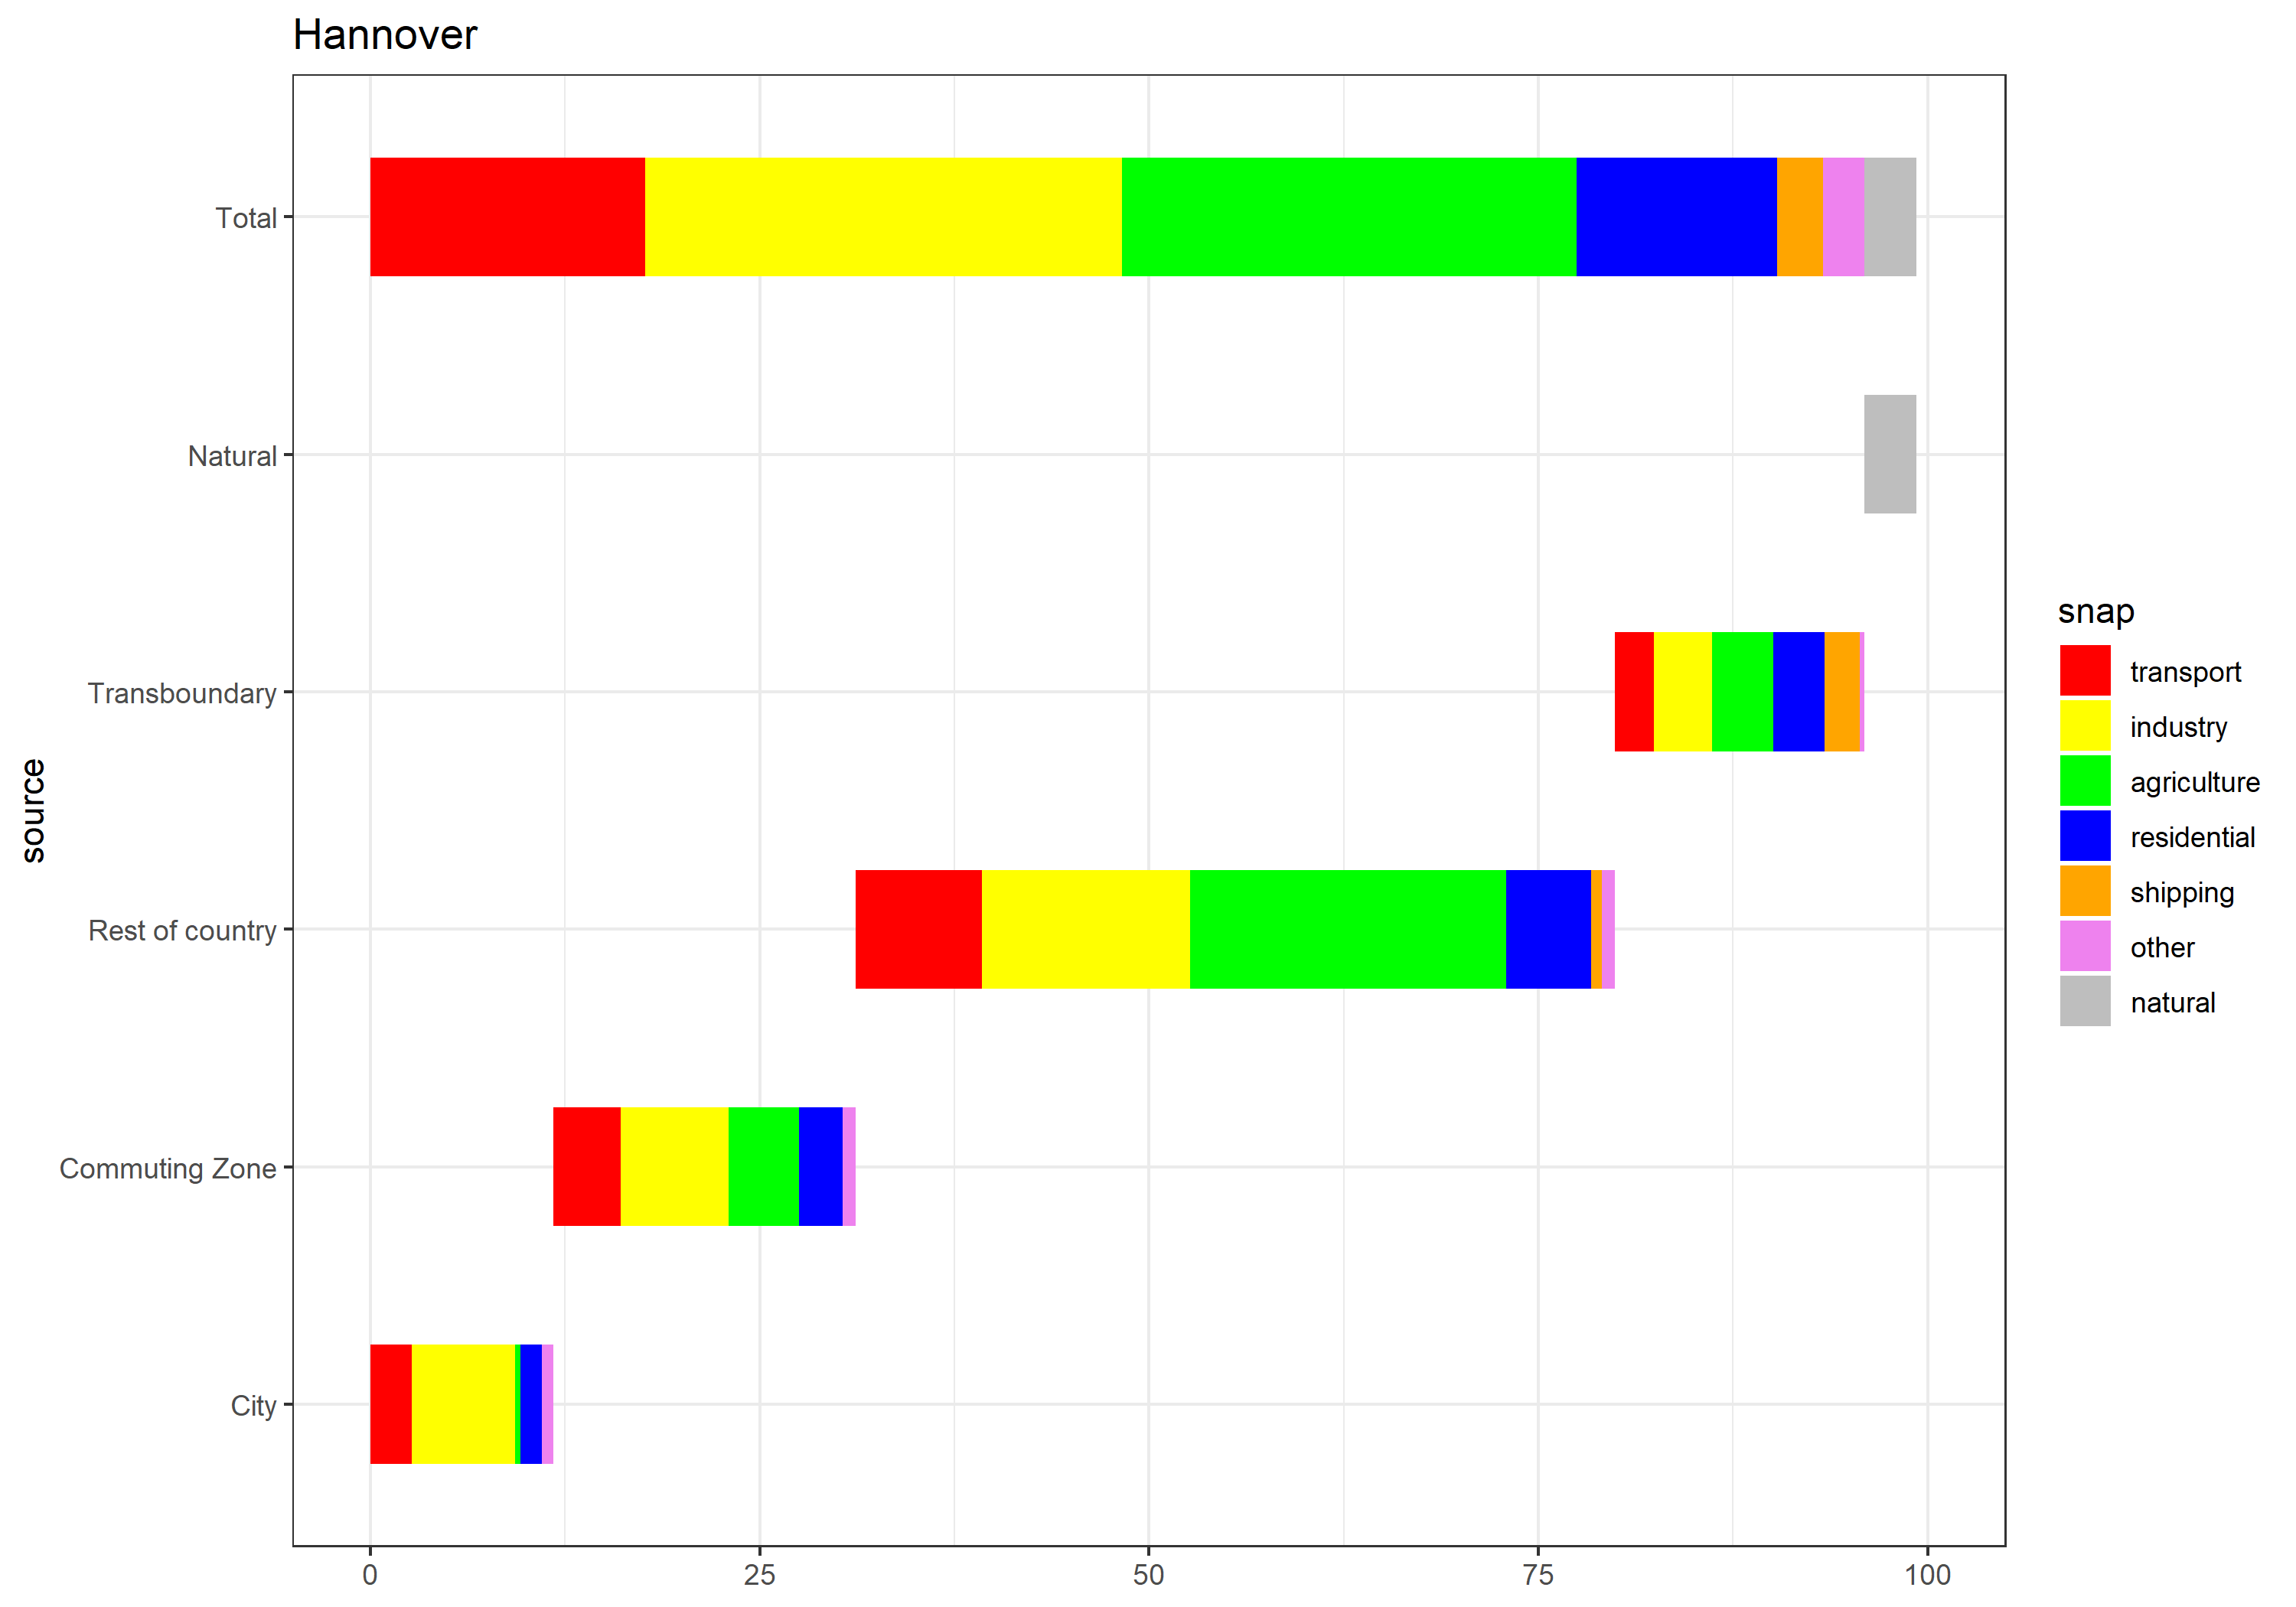 Hannover
Total
Natural
Transboundary
Rest of country
Commuting Zone
City
source
0 25 50 75 100
snap
transport
industry
agriculture
residential
shipping
other
natural